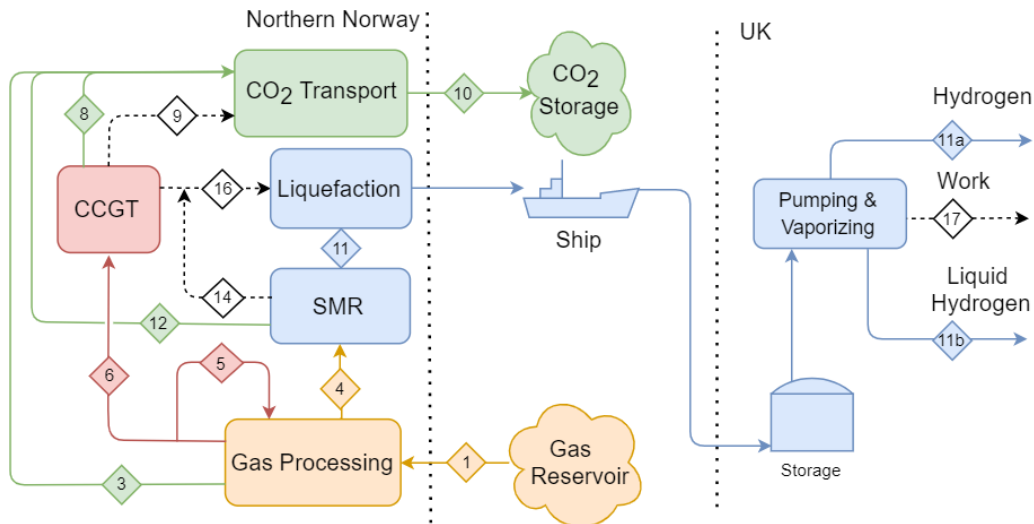 Northern Norway
UK
CO2 Transport
CO2
Storage
8
9
10
Hydrogen
11a
CCGT
16
Liquefaction
Ship
Pumping &
Vaporizing
Work
17
11
14
SMR
12
Liquid
Hydrogen
11b
5
6
4
Gas Processing
1
Gas
Reservoir
Storage
3